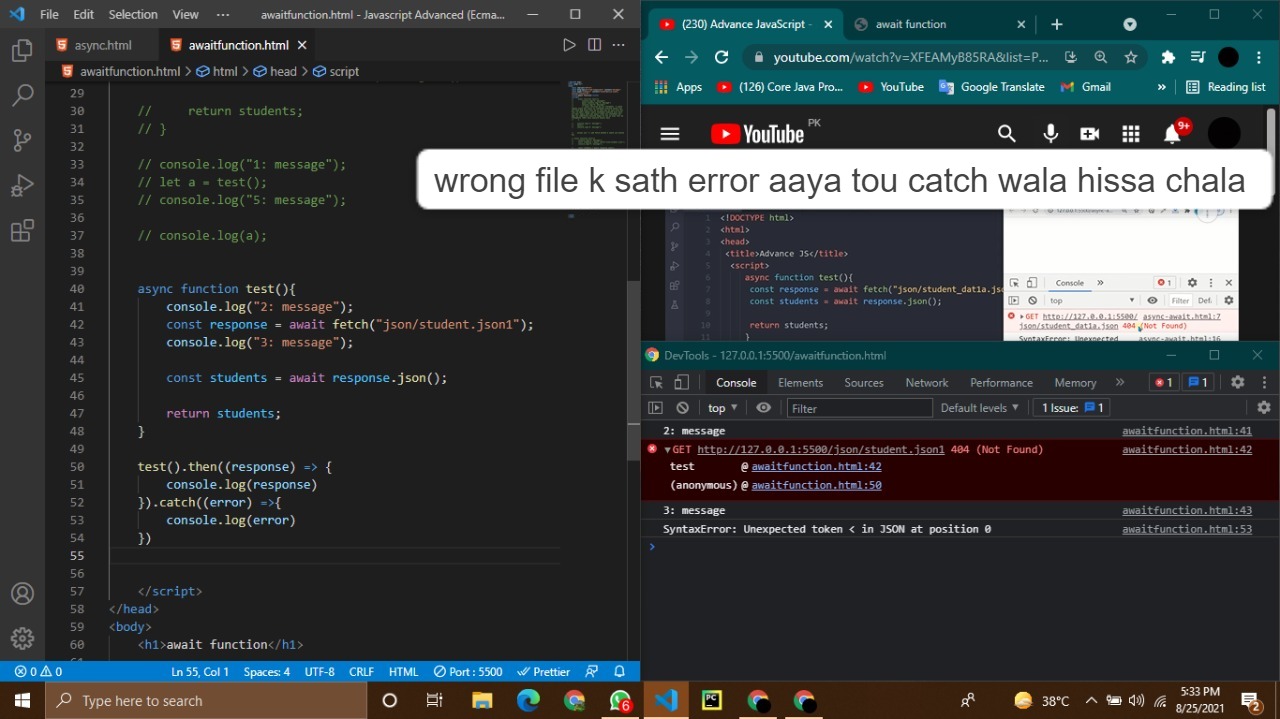 File Edit Selection View ··· awaitfunction.html - Javascript Advanced (Ecma...
async.html awaitfunction.html
awaitfunction.html > html > head > script
29
30 // return students;
31 // }
32
33 // console.log("1: message");
34 // let a = test();
35 // console.log("5: message");
36
37 // console.log(a);
38
39
40 async function test(){
41 console.log("2: message");
42 const response = await fetch("json/student.json1");
43 console.log("3: message");
44
45 const students = await response.json();
46
47 return students;
48 }
49
50 test().then((response) => {
51 console.log(response)
52 }).catch((error) =>{
53 console.log(error)
54 })
55
56
57 </script>
58 </head>
59 <body>
60 <h1>await function</h1>
0 0 Ln 55, Col 1 Spaces: 4 UTF-8 CRLF HTML Port : 5500 Prettier
(230) Advance JavaScript - await function
youtube.com/watch?v=XFEAMyB85RA&list=P...
Apps (126) Core Java Pro... YouTube Google Translate Gmail » Reading list
YouTube PK 9+
wrong file k sath error aaya tou catch wala hissa chala
1 <!DOCTYPE html>
2 <html>
3 <head>
4 <title>Advance JS</title>
5 <script>
6 async function test(){
7 const response = await fetch("json/student_dat1a.jso
8 const students = await response.json();
10 return students;
11 }
Console » 1
top Filter Def
GET http://127.0.0.1:5500/ async-await.html:7
json/student_dat1a.json 404 (Not Found)
SyntaxError: Unexpected async-await.html:16
DevTools - 127.0.0.1:5500/awaitfunction.html
Console Elements Sources Network Performance Memory » 1 1
top Filter Default levels 1 Issue: 1
2: message awaitfunction.html:41
GET http://127.0.0.1:5500/json/student.json1 404 (Not Found) awaitfunction.html:42
test @ awaitfunction.html:42
(anonymous) @ awaitfunction.html:50
3: message awaitfunction.html:43
SyntaxError: Unexpected token < in JSON at position 0 awaitfunction.html:53
Type here to search 6 PC 38°C 5:33 PM
8/25/2021 2